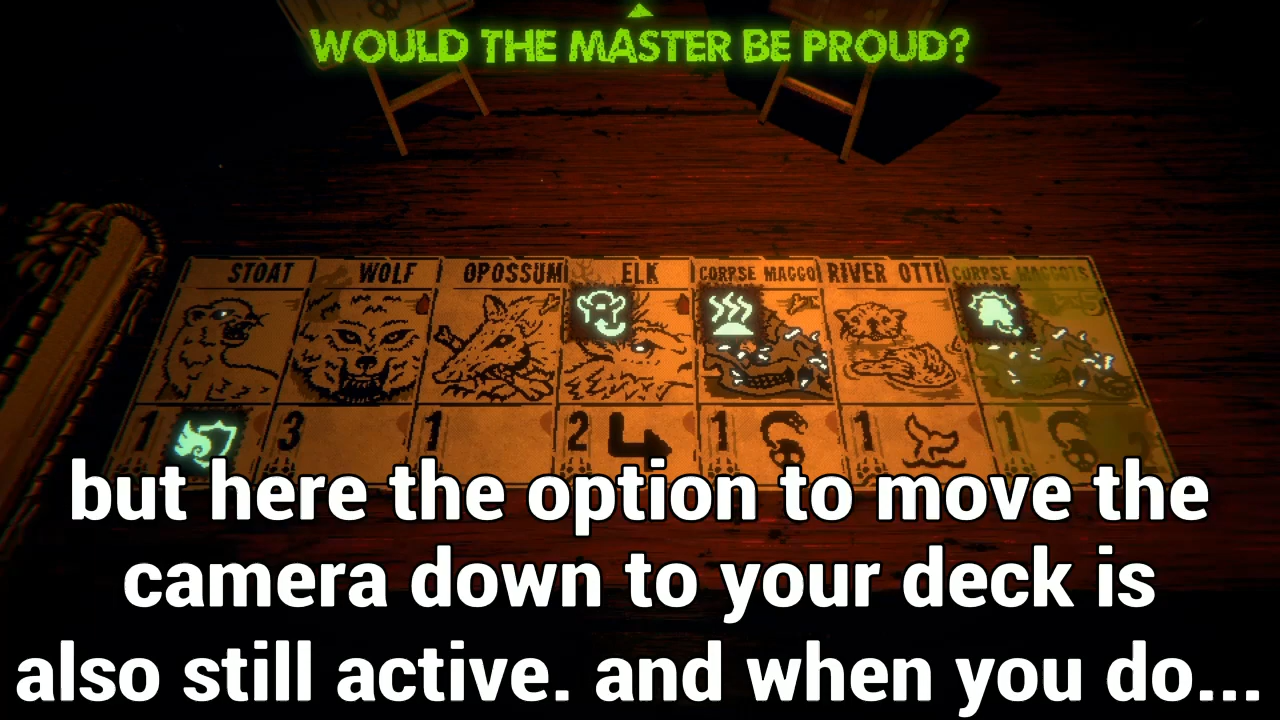 WOULD THE MASTER BE PROUD?
STOAT WOLF OPOSSUM ELK CORPSE MAGGO RIVER OTTE CORPSE MAGGOTS
1 3 1 2 1 1 1
but here the option to move the
camera down to your deck is
also still active. and when you do...